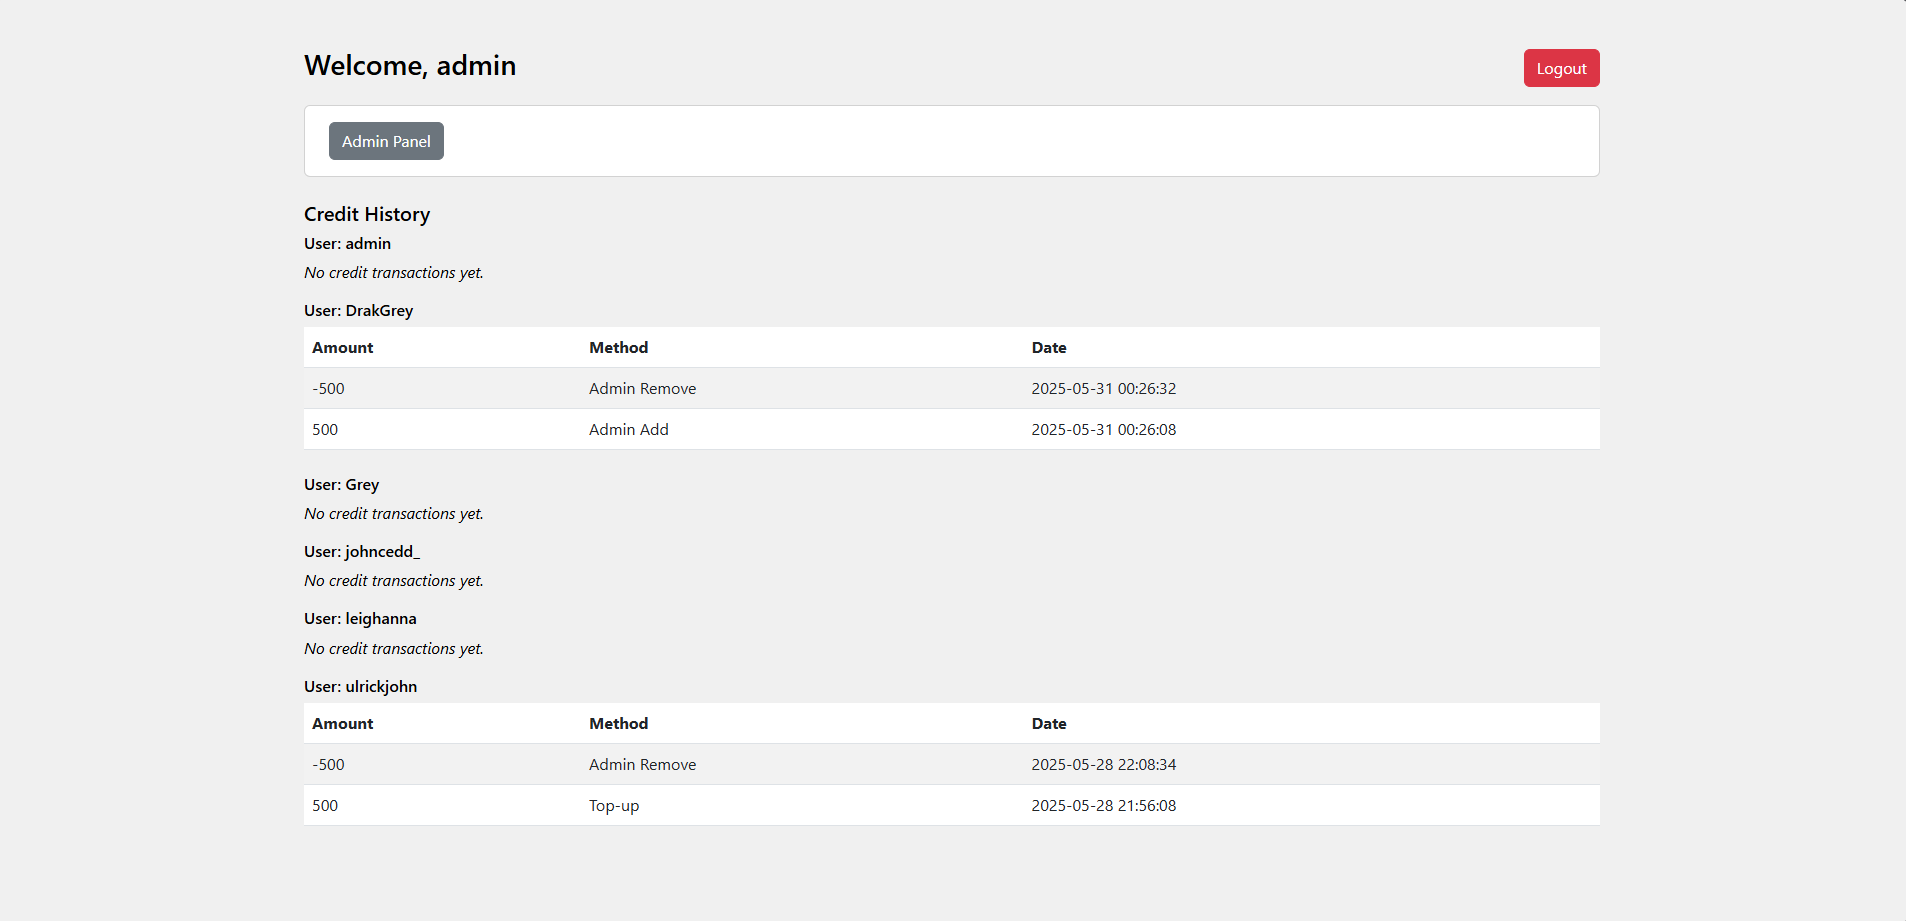 Welcome, admin
Logout
Admin Panel
Credit History
User: admin
No credit transactions yet.
User: DrakGrey
Amount Method Date
-500 Admin Remove 2025-05-31 00:26:32
500 Admin Add 2025-05-31 00:26:08
User: Grey
No credit transactions yet.
User: johncedd_
No credit transactions yet.
User: leighanna
No credit transactions yet.
User: ulrickjohn
Amount Method Date
-500 Admin Remove 2025-05-28 22:08:34
500 Top-up 2025-05-28 21:56:08